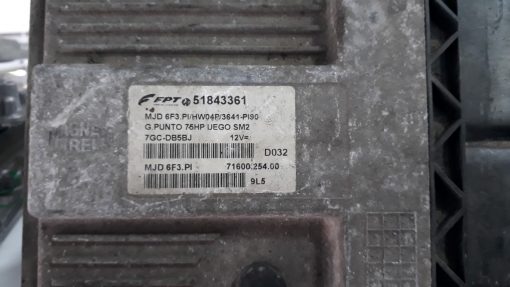 FPT 51843361
MJD 6F3.PI/HW04P/3641-PI90
G.PUNTO 75HP UEGO SM2
7GC-DB5BJ 12V=
D032
MJD 6F3.PI 71600.254.00
9L5